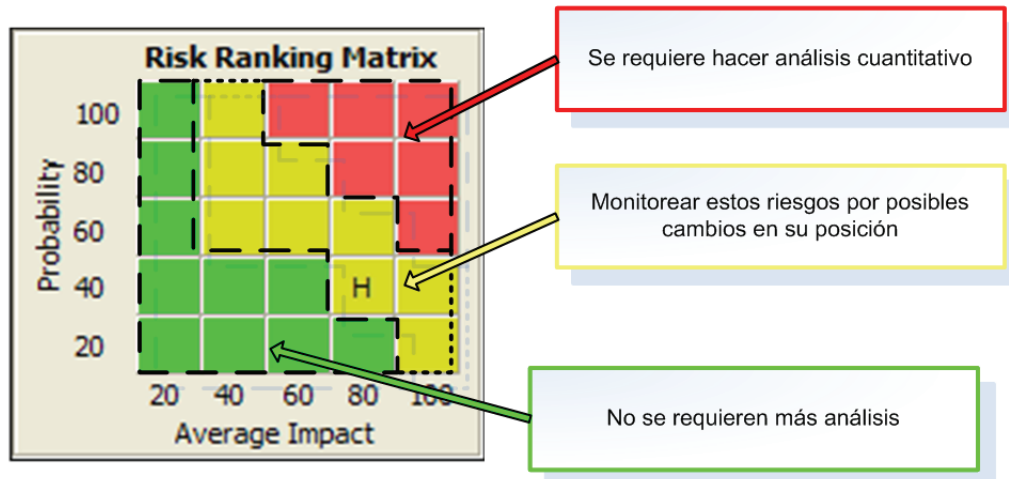 Risk Ranking Matrix
Probability
100
80
60
40
20
H
20 40 60 80 100
Average Impact
Se requiere hacer análisis cuantitativo
Monitorear estos riesgos por posibles
cambios en su posición
No se requieren más análisis